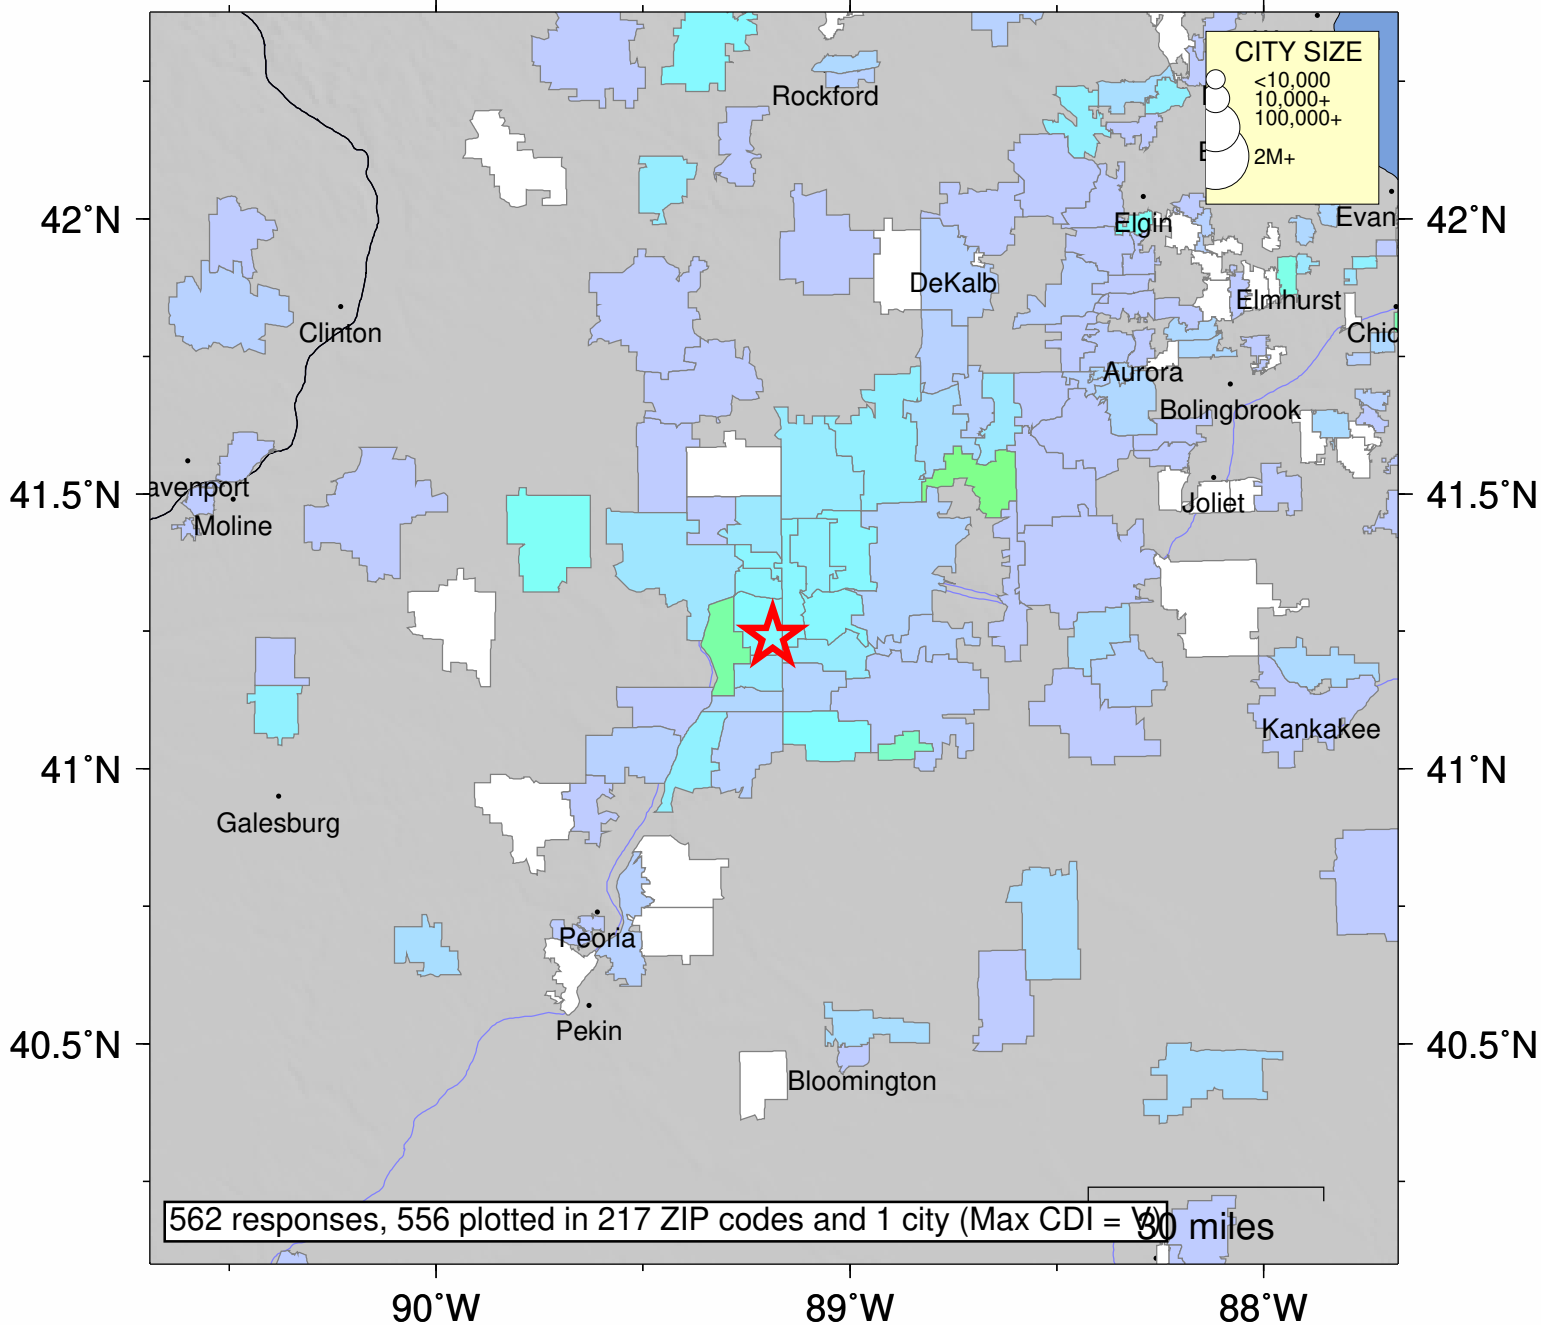 CITY SIZE
<10,000
10,000+
100,000+
2M+
Rockford
42˚N
Elgin
Evan
42˚N
DeKalb
Elmhurst
Clinton
Chic
Aurora
Bolingbrook
41.5˚N
avenport
Joliet
41.5˚N
Moline
Kankakee
41˚N
41˚N
Galesburg
Peoria
Pekin
40.5˚N
40.5˚N
Bloomington
562 responses, 556 plotted in 217 ZIP codes and 1 city (Max CDI = V)
30 miles
90˚W
89˚W
88˚W